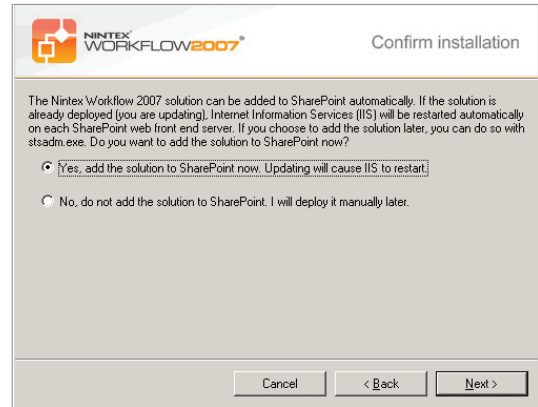 NINTEX®
WORKFLOW2007®
Confirm installation
The Nintex Workflow 2007 solution can be added to SharePoint automatically. If the solution is
already deployed (you are updating), Internet Information Services (IIS) will be restarted automatically
on each SharePoint web front end server. If you choose to add the solution later, you can do so with
stsadm.exe. Do you want to add the solution to SharePoint now?
Yes, add the solution to SharePoint now. Updating will cause IIS to restart.
No, do not add the solution to SharePoint. I will deploy it manually later.
Cancel
< Back
Next >